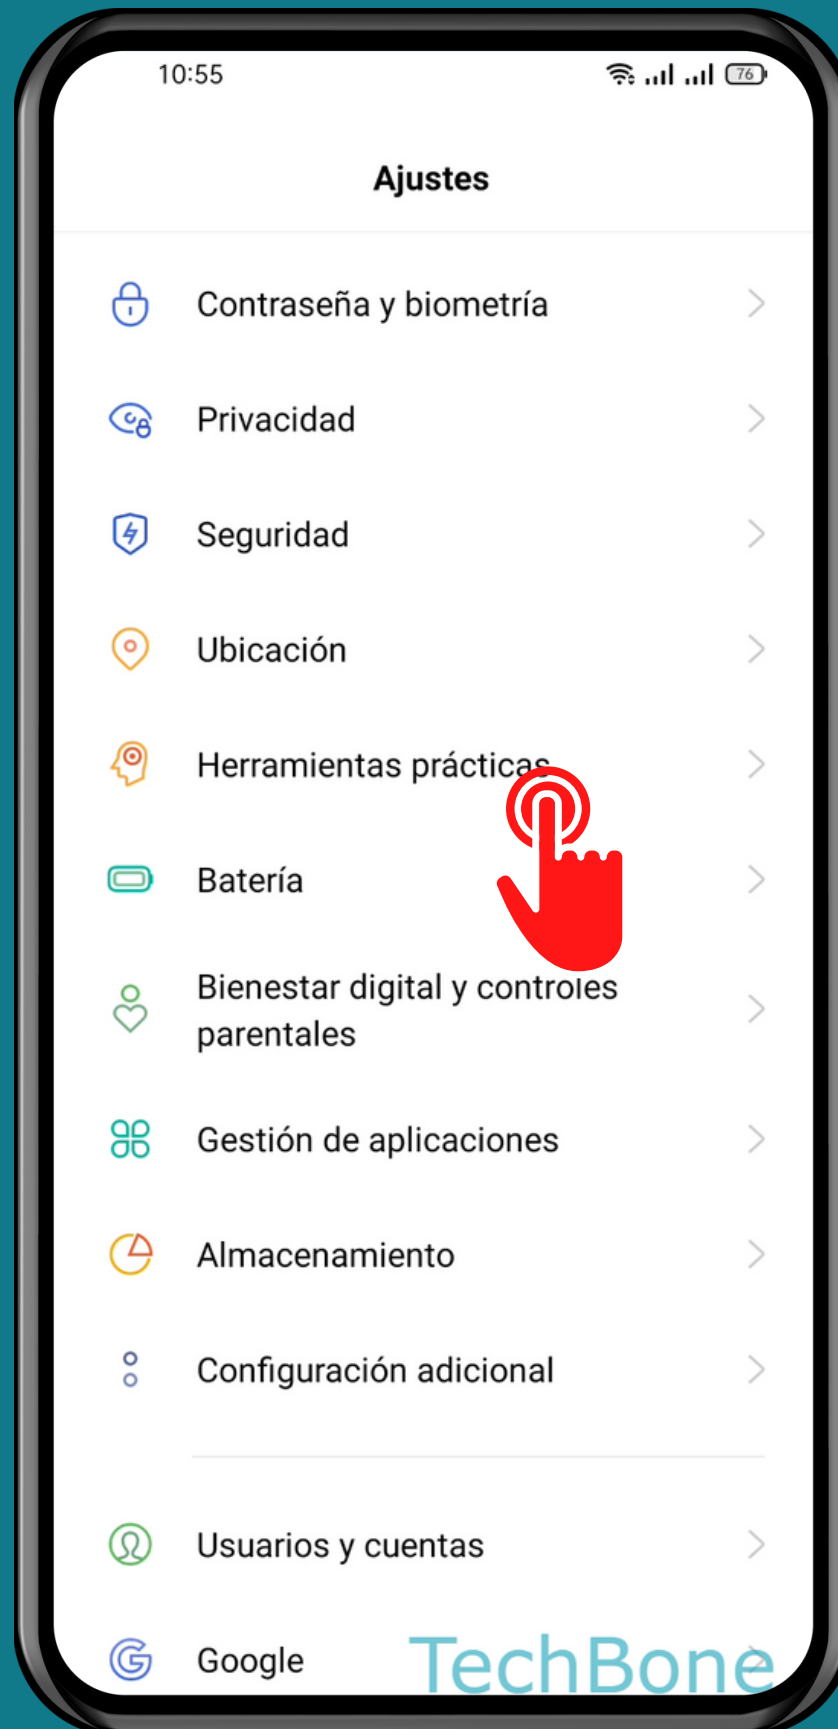 10:55
76
Ajustes
Contraseña y biometría
Privacidad
Seguridad
Ubicación
Herramientas prácticas
Batería
Bienestar digital y controles
parentales
Gestión de aplicaciones
Almacenamiento
Configuración adicional
Usuarios y cuentas
Google
TechBone